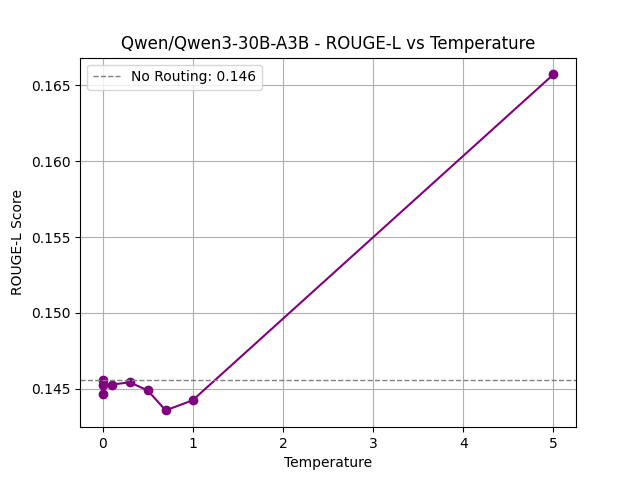 Qwen/Qwen3-30B-A3B - ROUGE-L vs Temperature
No Routing: 0.146
ROUGE-L Score
0.165
0.160
0.155
0.150
0.145
0 1 2 3 4 5
Temperature